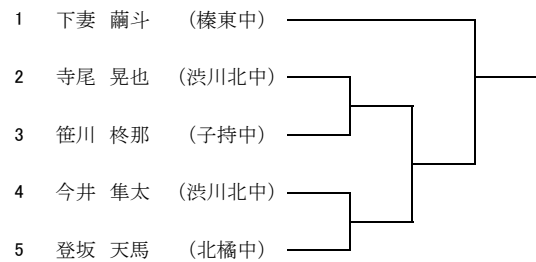 1 下妻 繭斗 （榛東中）
2 寺尾 晃也 （渋川北中）
3 笹川 柊那 （子持中）
4 今井 隼太 （渋川北中）
5 登坂 天馬 （北橘中）